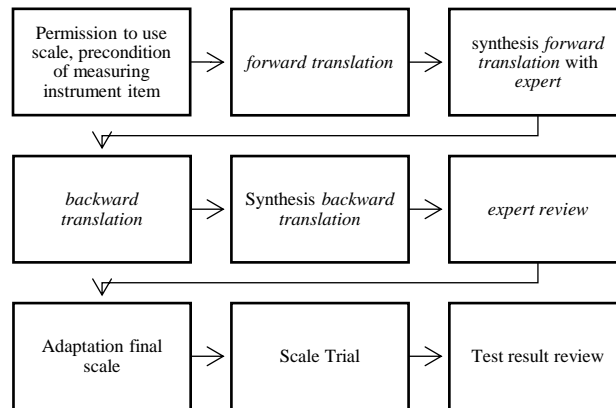 Permission to use
scale, precondition
of measuring
instrument item
forward translation
synthesis forward
translation with
expert
backward
translation
Synthesis backward
translation
expert review
Adaptation final
scale
Scale Trial
Test result review